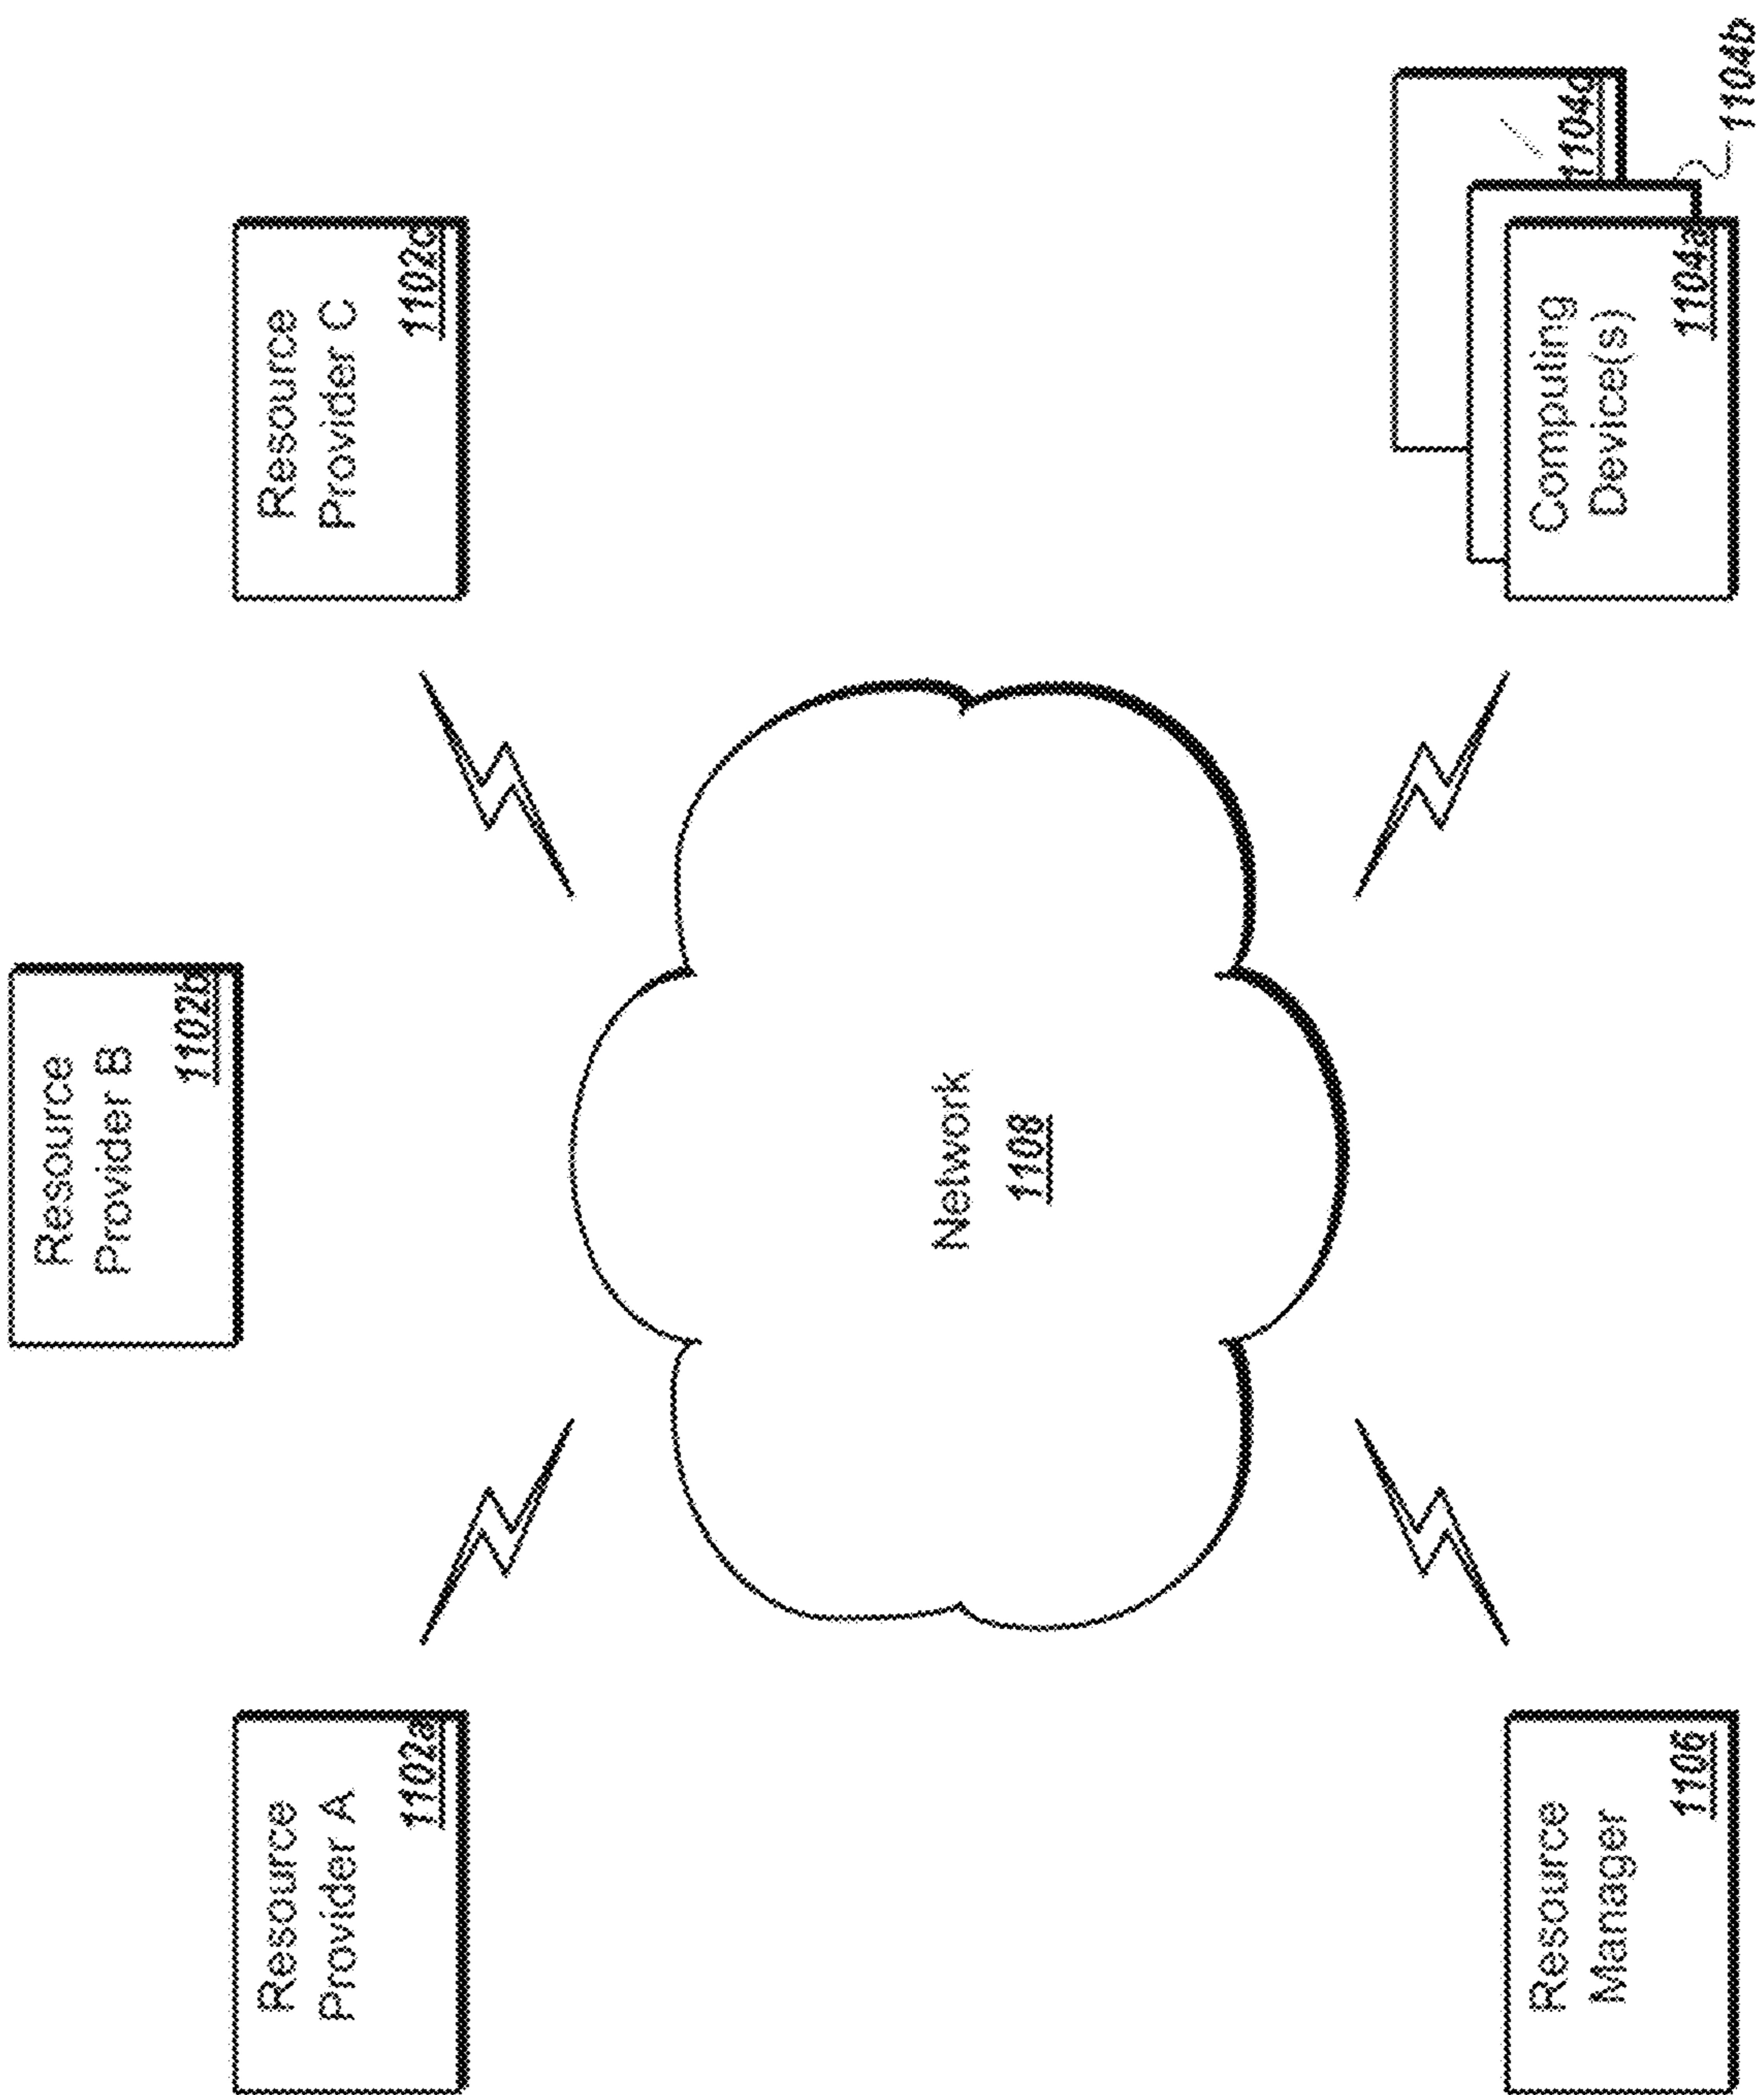 Resource
Provider B
1102b
Resource
Provider A
1102a
Resource
Provider C
1102c
Network
1108
Resource
Manager
1106
Computing
Device(s)
1104a
1104b
1104c